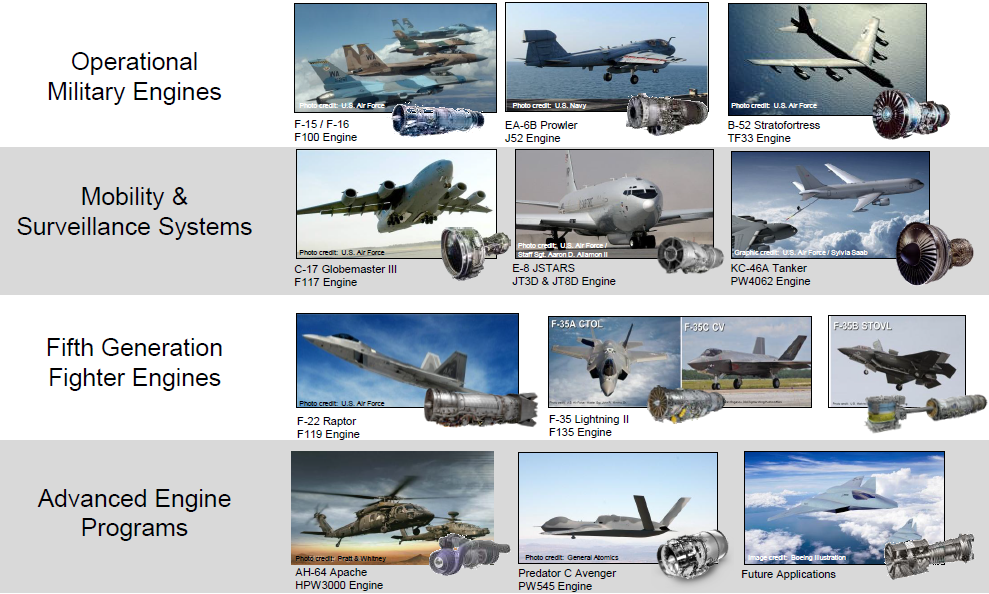 Operational
Military Engines
Photo credit: U.S. Air Force
F-15 / F-16
F100 Engine
Photo credit: U.S. Navy
EA-6B Prowler
J52 Engine
Photo credit: U.S. Air Force
B-52 Stratofortress
TF33 Engine
Mobility &
Surveillance Systems
Photo credit: U.S. Air Force
C-17 Globemaster III
F117 Engine
Photo credit: U.S. Air Force /
Staff Sgt. Aaron D. Allamon II
E-8 JSTARS
JT3D & JT8D Engine
Graphic credit: U.S. Air Force / Sylvia Saab
KC-46A Tanker
PW4062 Engine
Fifth Generation
Fighter Engines
Photo credit: U.S. Air Force
F-22 Raptor
F119 Engine
F-35A CTOL
F-35C CV
F-35 Lightning II
F135 Engine
F-35B STOVL
Advanced Engine
Programs
Photo credit: Pratt & Whitney
AH-64 Apache
HPW3000 Engine
Photo credit: General Atomics
Predator C Avenger
PW545 Engine
Image credit: Boeing Illustration
Future Applications